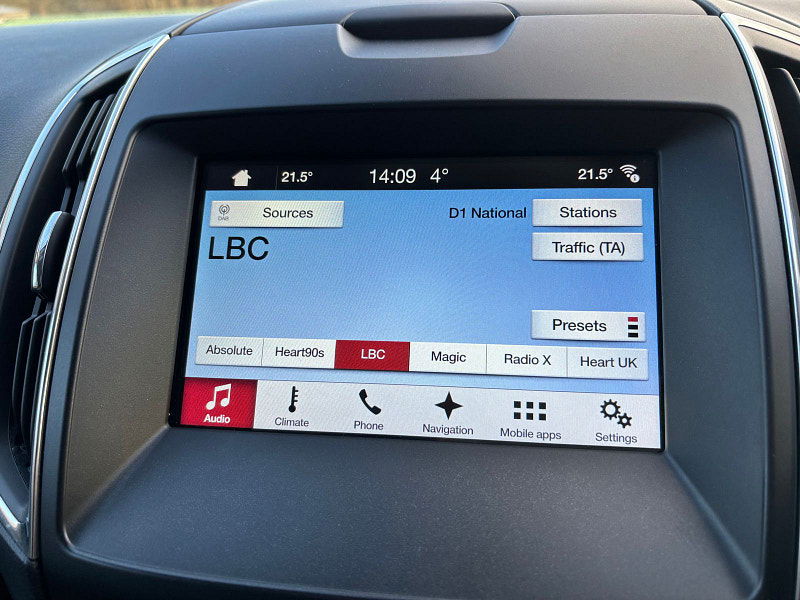 21.5° 14:09 4° 21.5°
DAB Sources D1 National Stations
LBC Traffic (TA)
Presets
Absolute Heart90s LBC Magic Radio X Heart UK
Audio Climate Phone Navigation Mobile apps Settings